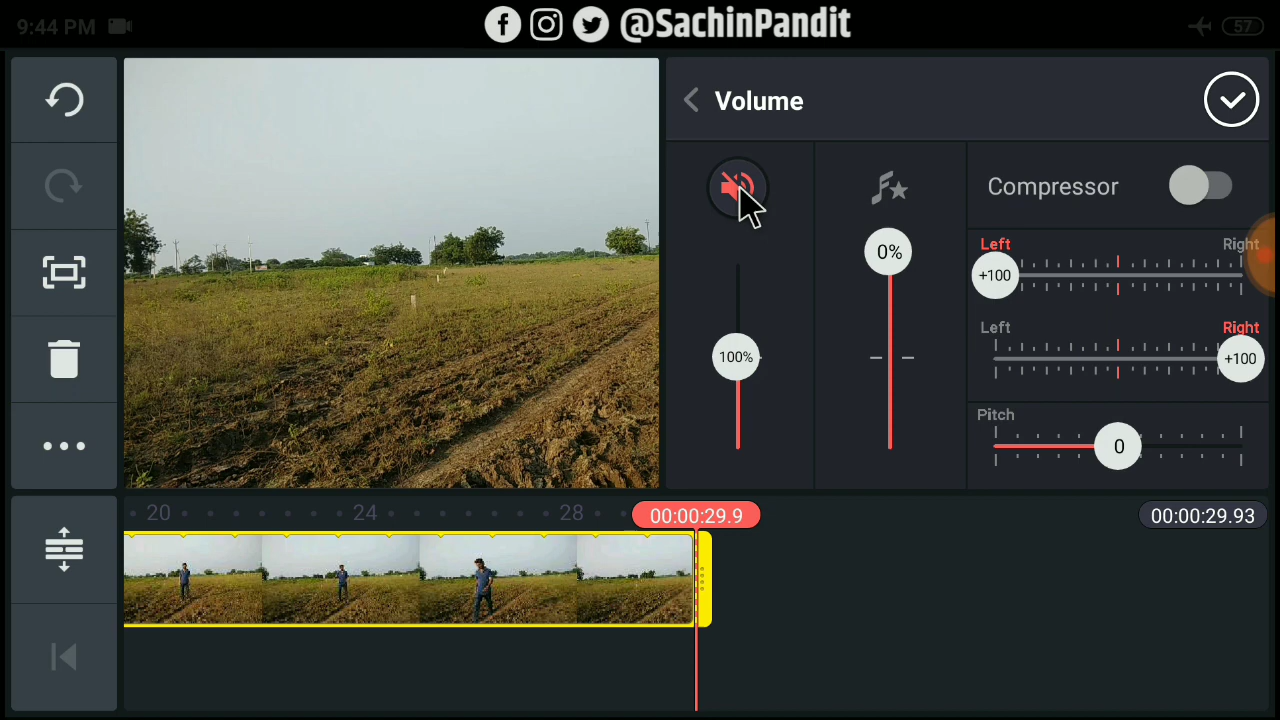 9:44 PM
@SachinPandit
57
Volume
Compressor
0%
100%
Left
Right
+100
Left
Right
+100
Pitch
0
20
24
28
00:00:29.9
00:00:29.93